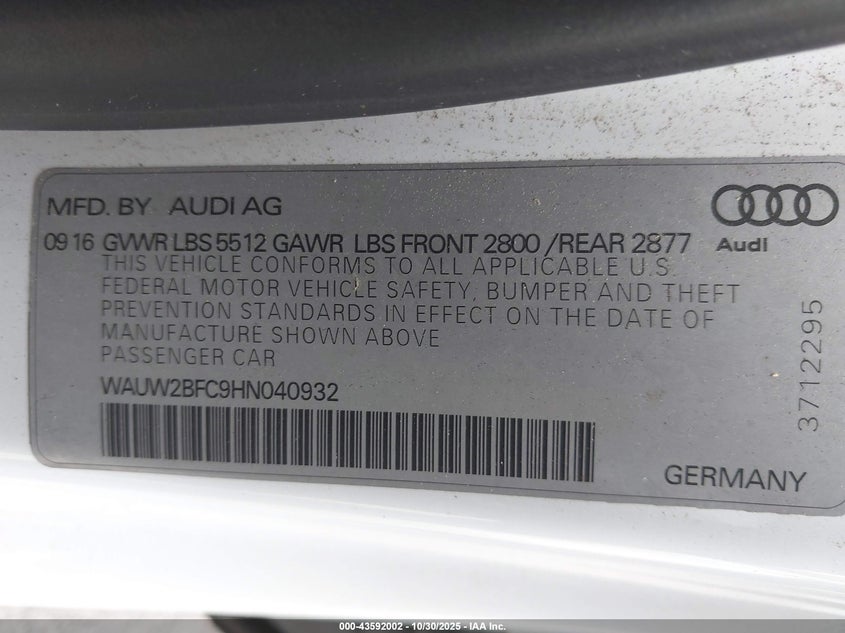 MFD. BY AUDI AG
09 16 GVWR LBS 5512 GAWR LBS FRONT 2800 /REAR 2877
Audi
THIS VEHICLE CONFORMS TO ALL APPLICABLE U.S.
FEDERAL MOTOR VEHICLE SAFETY, BUMPER AND THEFT
PREVENTION STANDARDS IN EFFECT ON THE DATE OF
MANUFACTURE SHOWN ABOVE
PASSENGER CAR
WAUW2BFC9HN040932
3712295
GERMANY
000-43592002 - 10/30/2025 - IAA Inc.